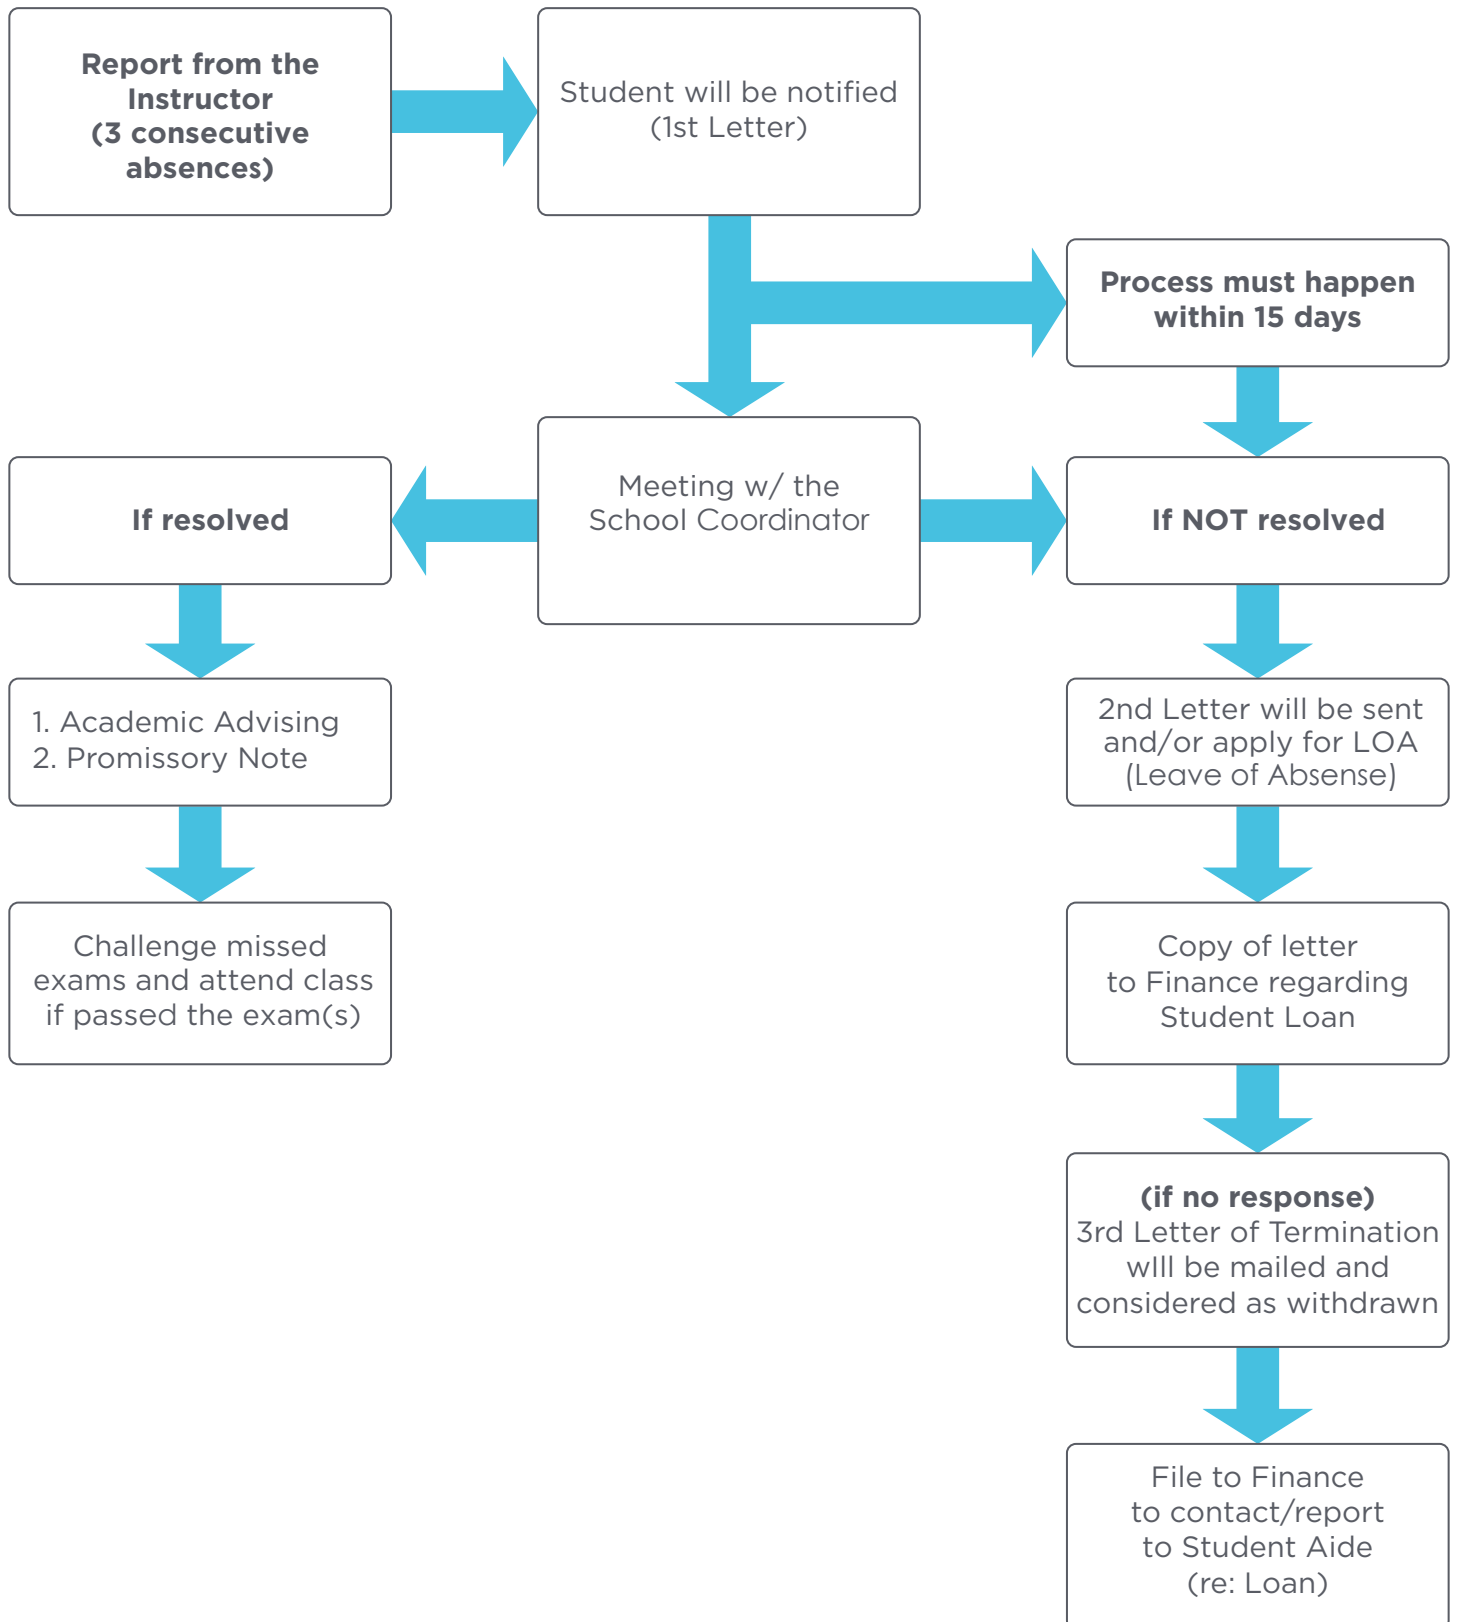 Report from the
Instructor
(3 consecutive
absences)
Student will be notified
(1st Letter)
Process must happen
within 15 days
Meeting w/ the
School Coordinator
If resolved
If NOT resolved
1. Academic Advising
2. Promissory Note
2nd Letter will be sent
and/or apply for LOA
(Leave of Absense)
Challenge missed
exams and attend class
if passed the exam(s)
Copy of letter
to Finance regarding
Student Loan
(if no response)
3rd Letter of Termination
wIll be mailed and
considered as withdrawn
File to Finance
to contact/report
to Student Aide
(re: Loan)